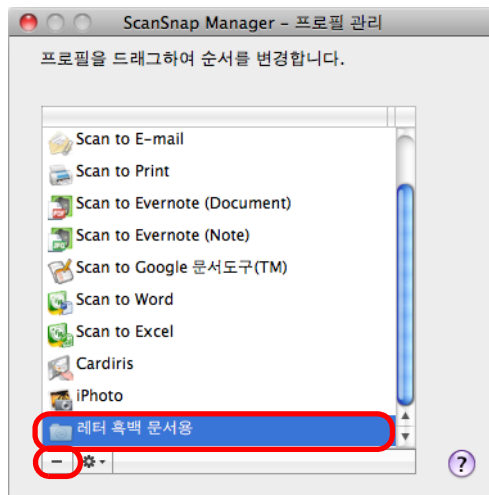 ScanSnap Manager – 프로필 관리
프로필을 드래그하여 순서를 변경합니다.
Scan to E-mail
Scan to Print
Scan to Evernote (Document)
Scan to Evernote (Note)
Scan to Google 문서도구(TM)
Scan to Word
Scan to Excel
Cardiris
iPhoto
레터 흑백 문서용
?